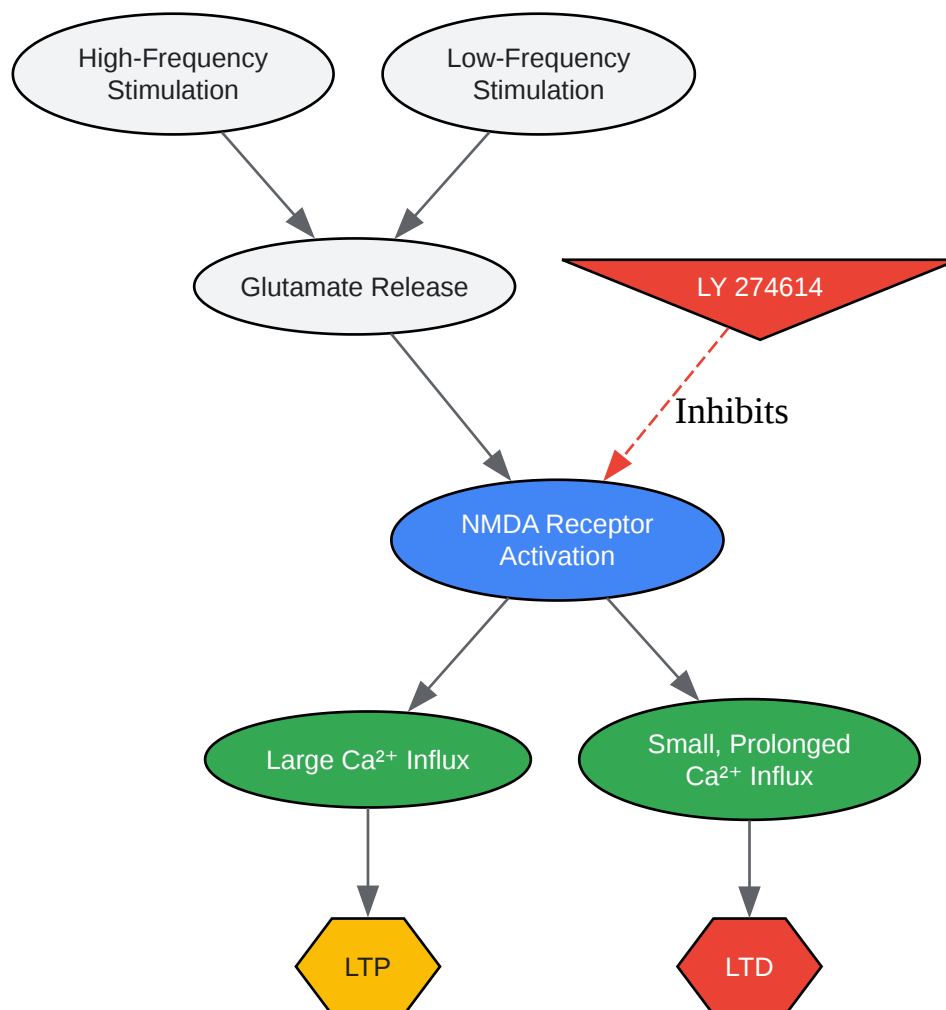 High-Frequency
Stimulation
Low-Frequency
Stimulation
Glutamate Release
LY 274614
Inhibits
NMDA Receptor
Activation
Large Ca²⁺ Influx
Small, Prolonged
Ca²⁺ Influx
LTP
LTD